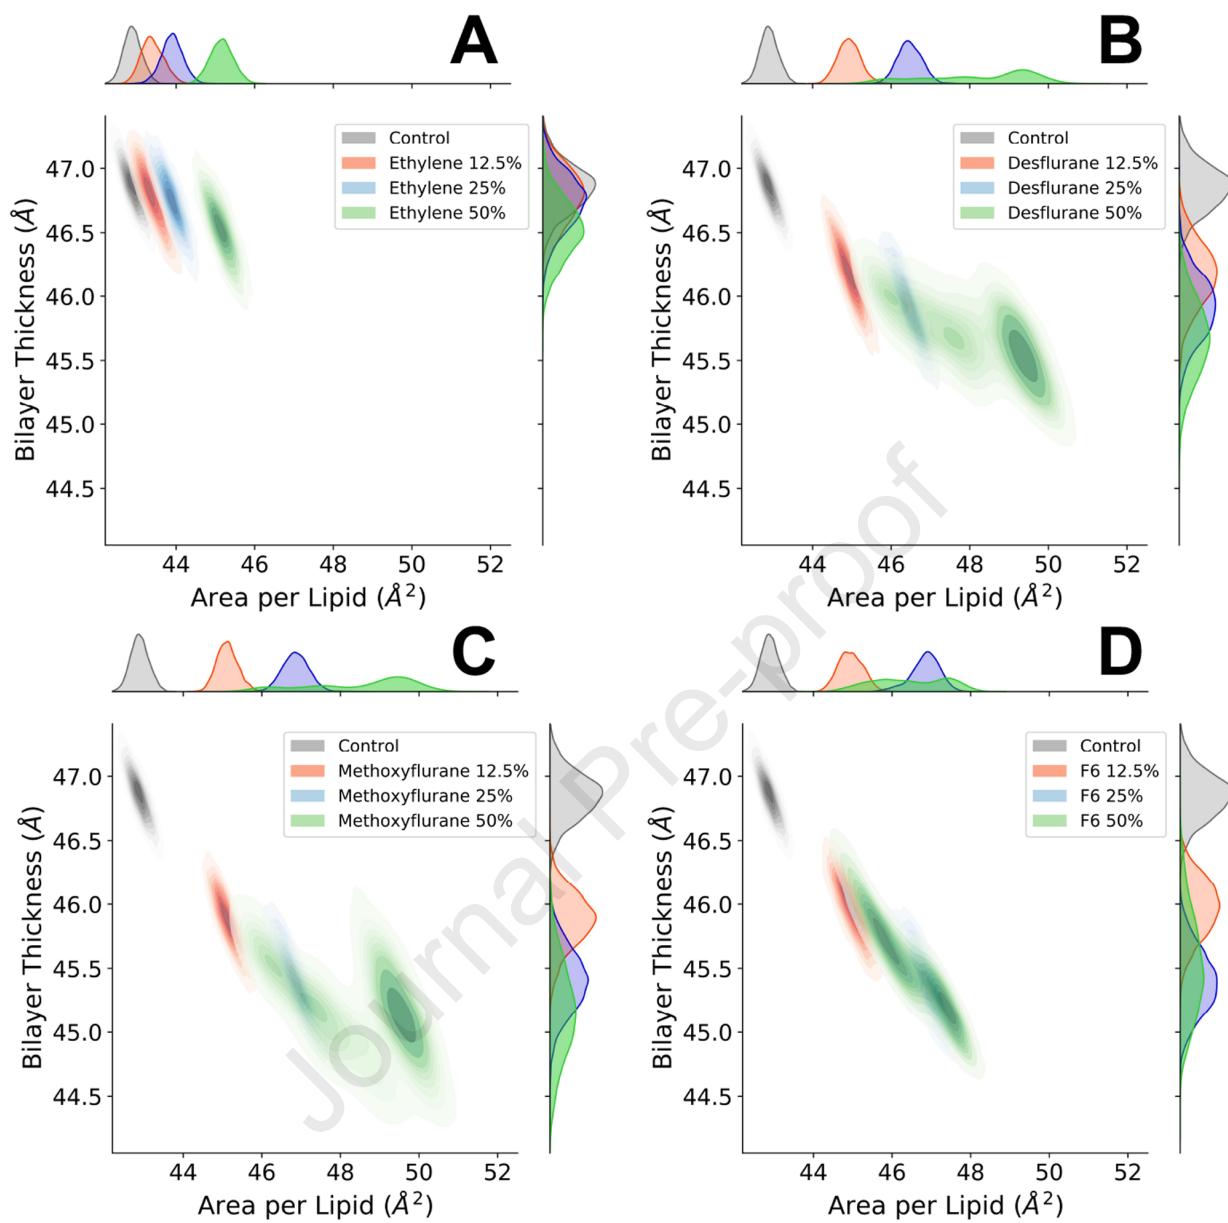 A
Control
Ethylene 12.5%
Ethylene 25%
Ethylene 50%
Bilayer Thickness (Å)
47.0
46.5
46.0
45.5
45.0
44.5
44 46 48 50 52
Area per Lipid (Å²)
B
Control
Desflurane 12.5%
Desflurane 25%
Desflurane 50%
Bilayer Thickness (Å)
47.0
46.5
46.0
45.5
45.0
44.5
44 46 48 50 52
Area per Lipid (Å²)
C
Control
Methoxyflurane 12.5%
Methoxyflurane 25%
Methoxyflurane 50%
Bilayer Thickness (Å)
47.0
46.5
46.0
45.5
45.0
44.5
44 46 48 50 52
Area per Lipid (Å²)
D
Control
F6 12.5%
F6 25%
F6 50%
Bilayer Thickness (Å)
47.0
46.5
46.0
45.5
45.0
44.5
44 46 48 50 52
Area per Lipid (Å²)
Journal Pre-proof